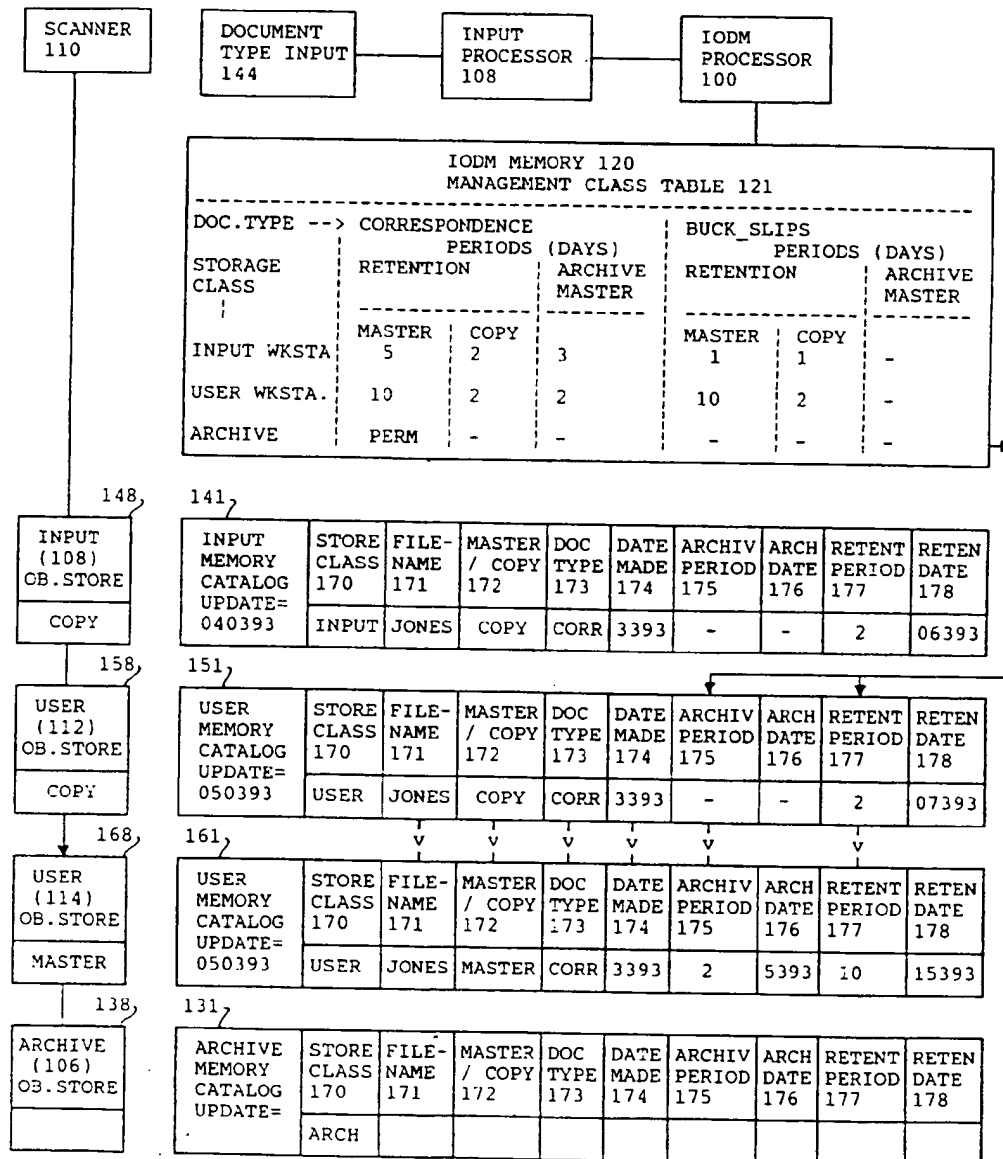 SCANNER
110
DOCUMENT
TYPE INPUT
144
INPUT
PROCESSOR
108
IODM
PROCESSOR
100
IODM MEMORY 120
MANAGEMENT CLASS TABLE 121
DOC.TYPE --> CORRESPONDENCE BUCK_SLIPS
PERIODS (DAYS) PERIODS (DAYS)
STORAGE RETENTION ARCHIVE RETENTION ARCHIVE
CLASS MASTER MASTER
MASTER COPY MASTER COPY
INPUT WKSTA 5 2 3 1 1 -
USER WKSTA. 10 2 2 10 2 -
ARCHIVE PERM - - - - -
148
INPUT
(108)
OB.STORE
COPY
141
INPUT
MEMORY
CATALOG
UPDATE=
040393
STORE FILE- MASTER DOC DATE ARCHIV ARCH RETENT RETEN
CLASS NAME / COPY TYPE MADE PERIOD DATE PERIOD DATE
170 171 172 173 174 175 176 177 178
INPUT JONES COPY CORR 3393 - - 2 06393
158
USER
(112)
OB.STORE
COPY
151
USER
MEMORY
CATALOG
UPDATE=
050393
STORE FILE- MASTER DOC DATE ARCHIV ARCH RETENT RETEN
CLASS NAME / COPY TYPE MADE PERIOD DATE PERIOD DATE
170 171 172 173 174 175 176 177 178
USER JONES COPY CORR 3393 - - 2 07393
v v v v v v
168
USER
(114)
OB.STORE
MASTER
161
USER
MEMORY
CATALOG
UPDATE=
050393
STORE FILE- MASTER DOC DATE ARCHIV ARCH RETENT RETEN
CLASS NAME / COPY TYPE MADE PERIOD DATE PERIOD DATE
170 171 172 173 174 175 176 177 178
USER JONES MASTER CORR 3393 2 5393 10 15393
138
ARCHIVE
(106)
OB.STORE
131
ARCHIVE
MEMORY
CATALOG
UPDATE=
STORE FILE- MASTER DOC DATE ARCHIV ARCH RETENT RETEN
CLASS NAME / COPY TYPE MADE PERIOD DATE PERIOD DATE
170 171 172 173 174 175 176 177 178
ARCH